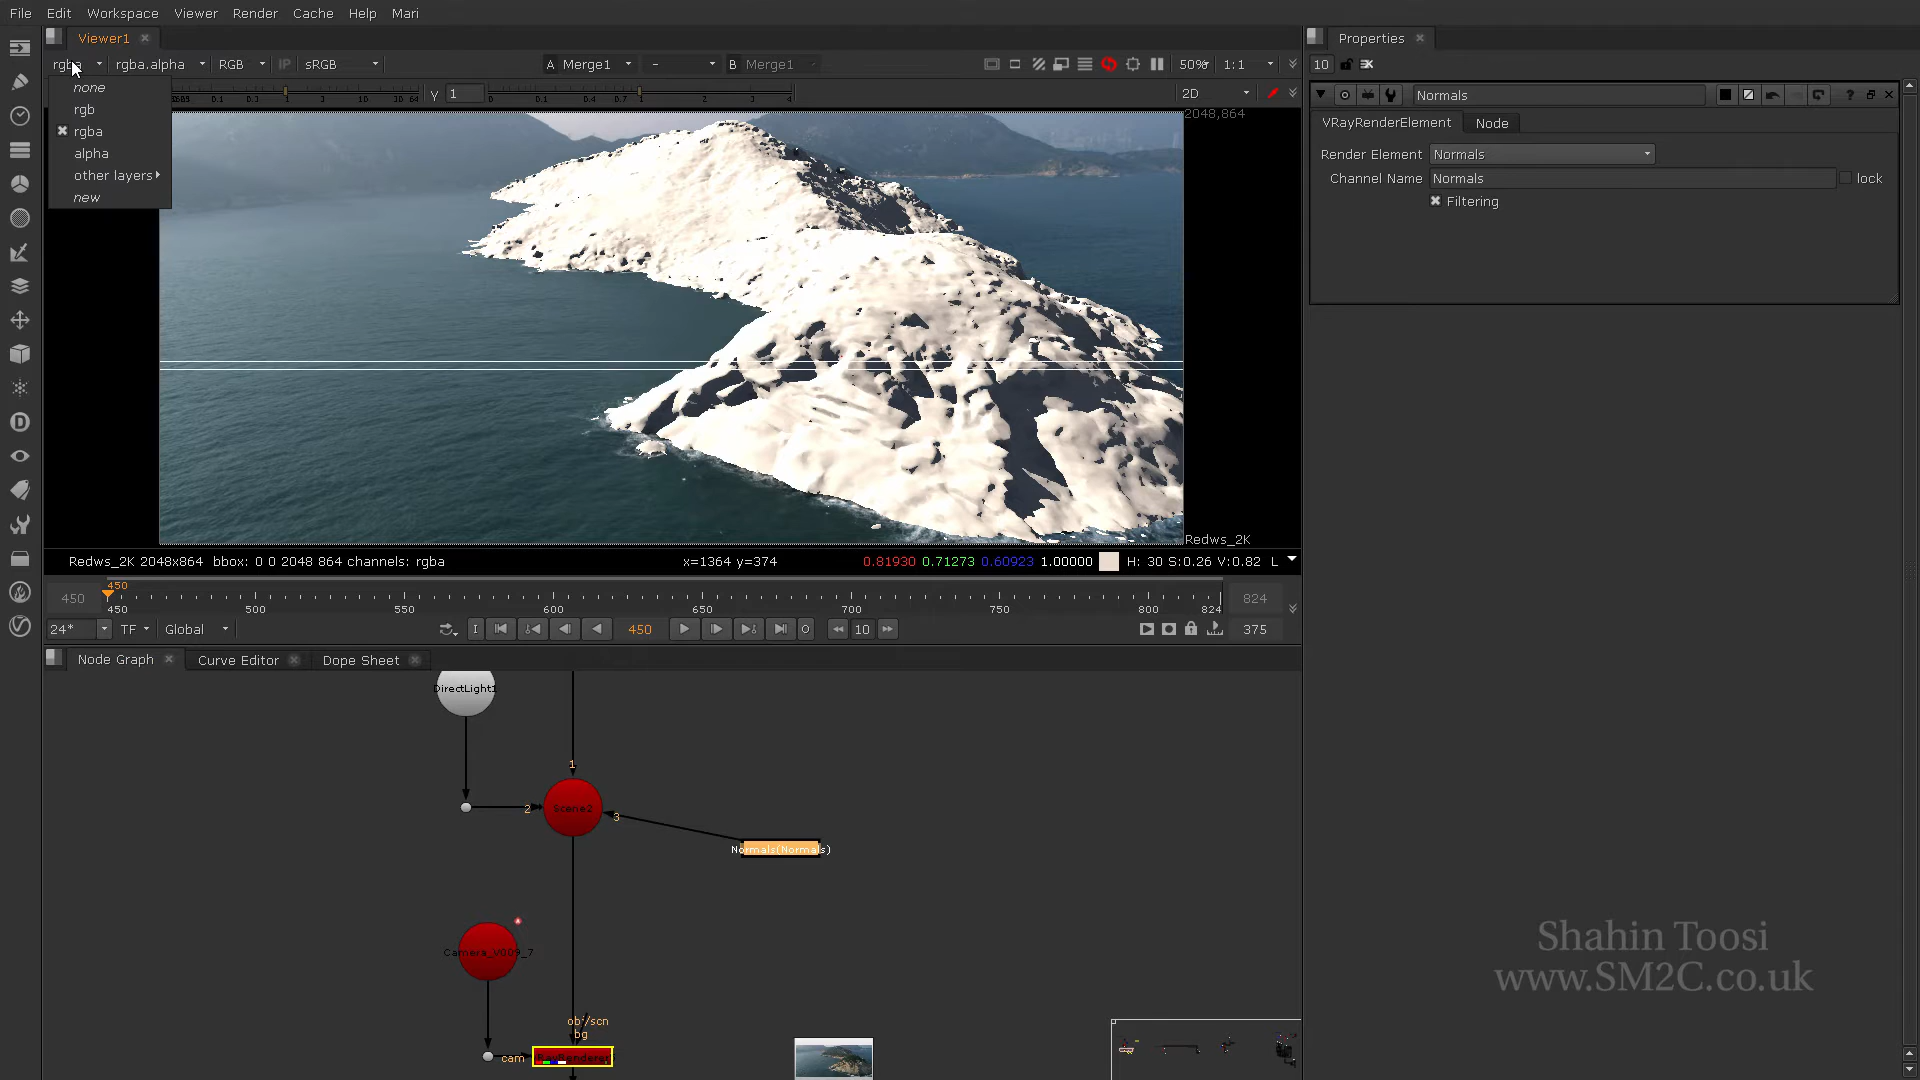 File Edit Workspace Viewer Render Cache Help Mari
Viewer1
Properties
rgba rgba.alpha RGB IP sRGB A Merge1 - B Merge1 50% 1:1
10
none
rgb
rgba
alpha
other layers
new
Y 1 2D
Normals
VRayRenderElement Node
Render Element Normals
Channel Name Normals lock
Filtering
2048,864
Redws_2K
Redws_2K 2048x864 bbox: 0 0 2048 864 channels: rgba x=1364 y=374 0.81930 0.71273 0.60923 1.00000 H: 30 S:0.26 V:0.82 L
450
450 824
450 500 550 600 650 700 750 800 824
24* TF Global I 450 O 10 375
Node Graph Curve Editor Dope Sheet
DirectLight1
1
2 Scene2 3
Normals(Normals)
Camera_V009_7
obj/scn
bg
cam
Shahin Toosi
www.SM2C.co.uk